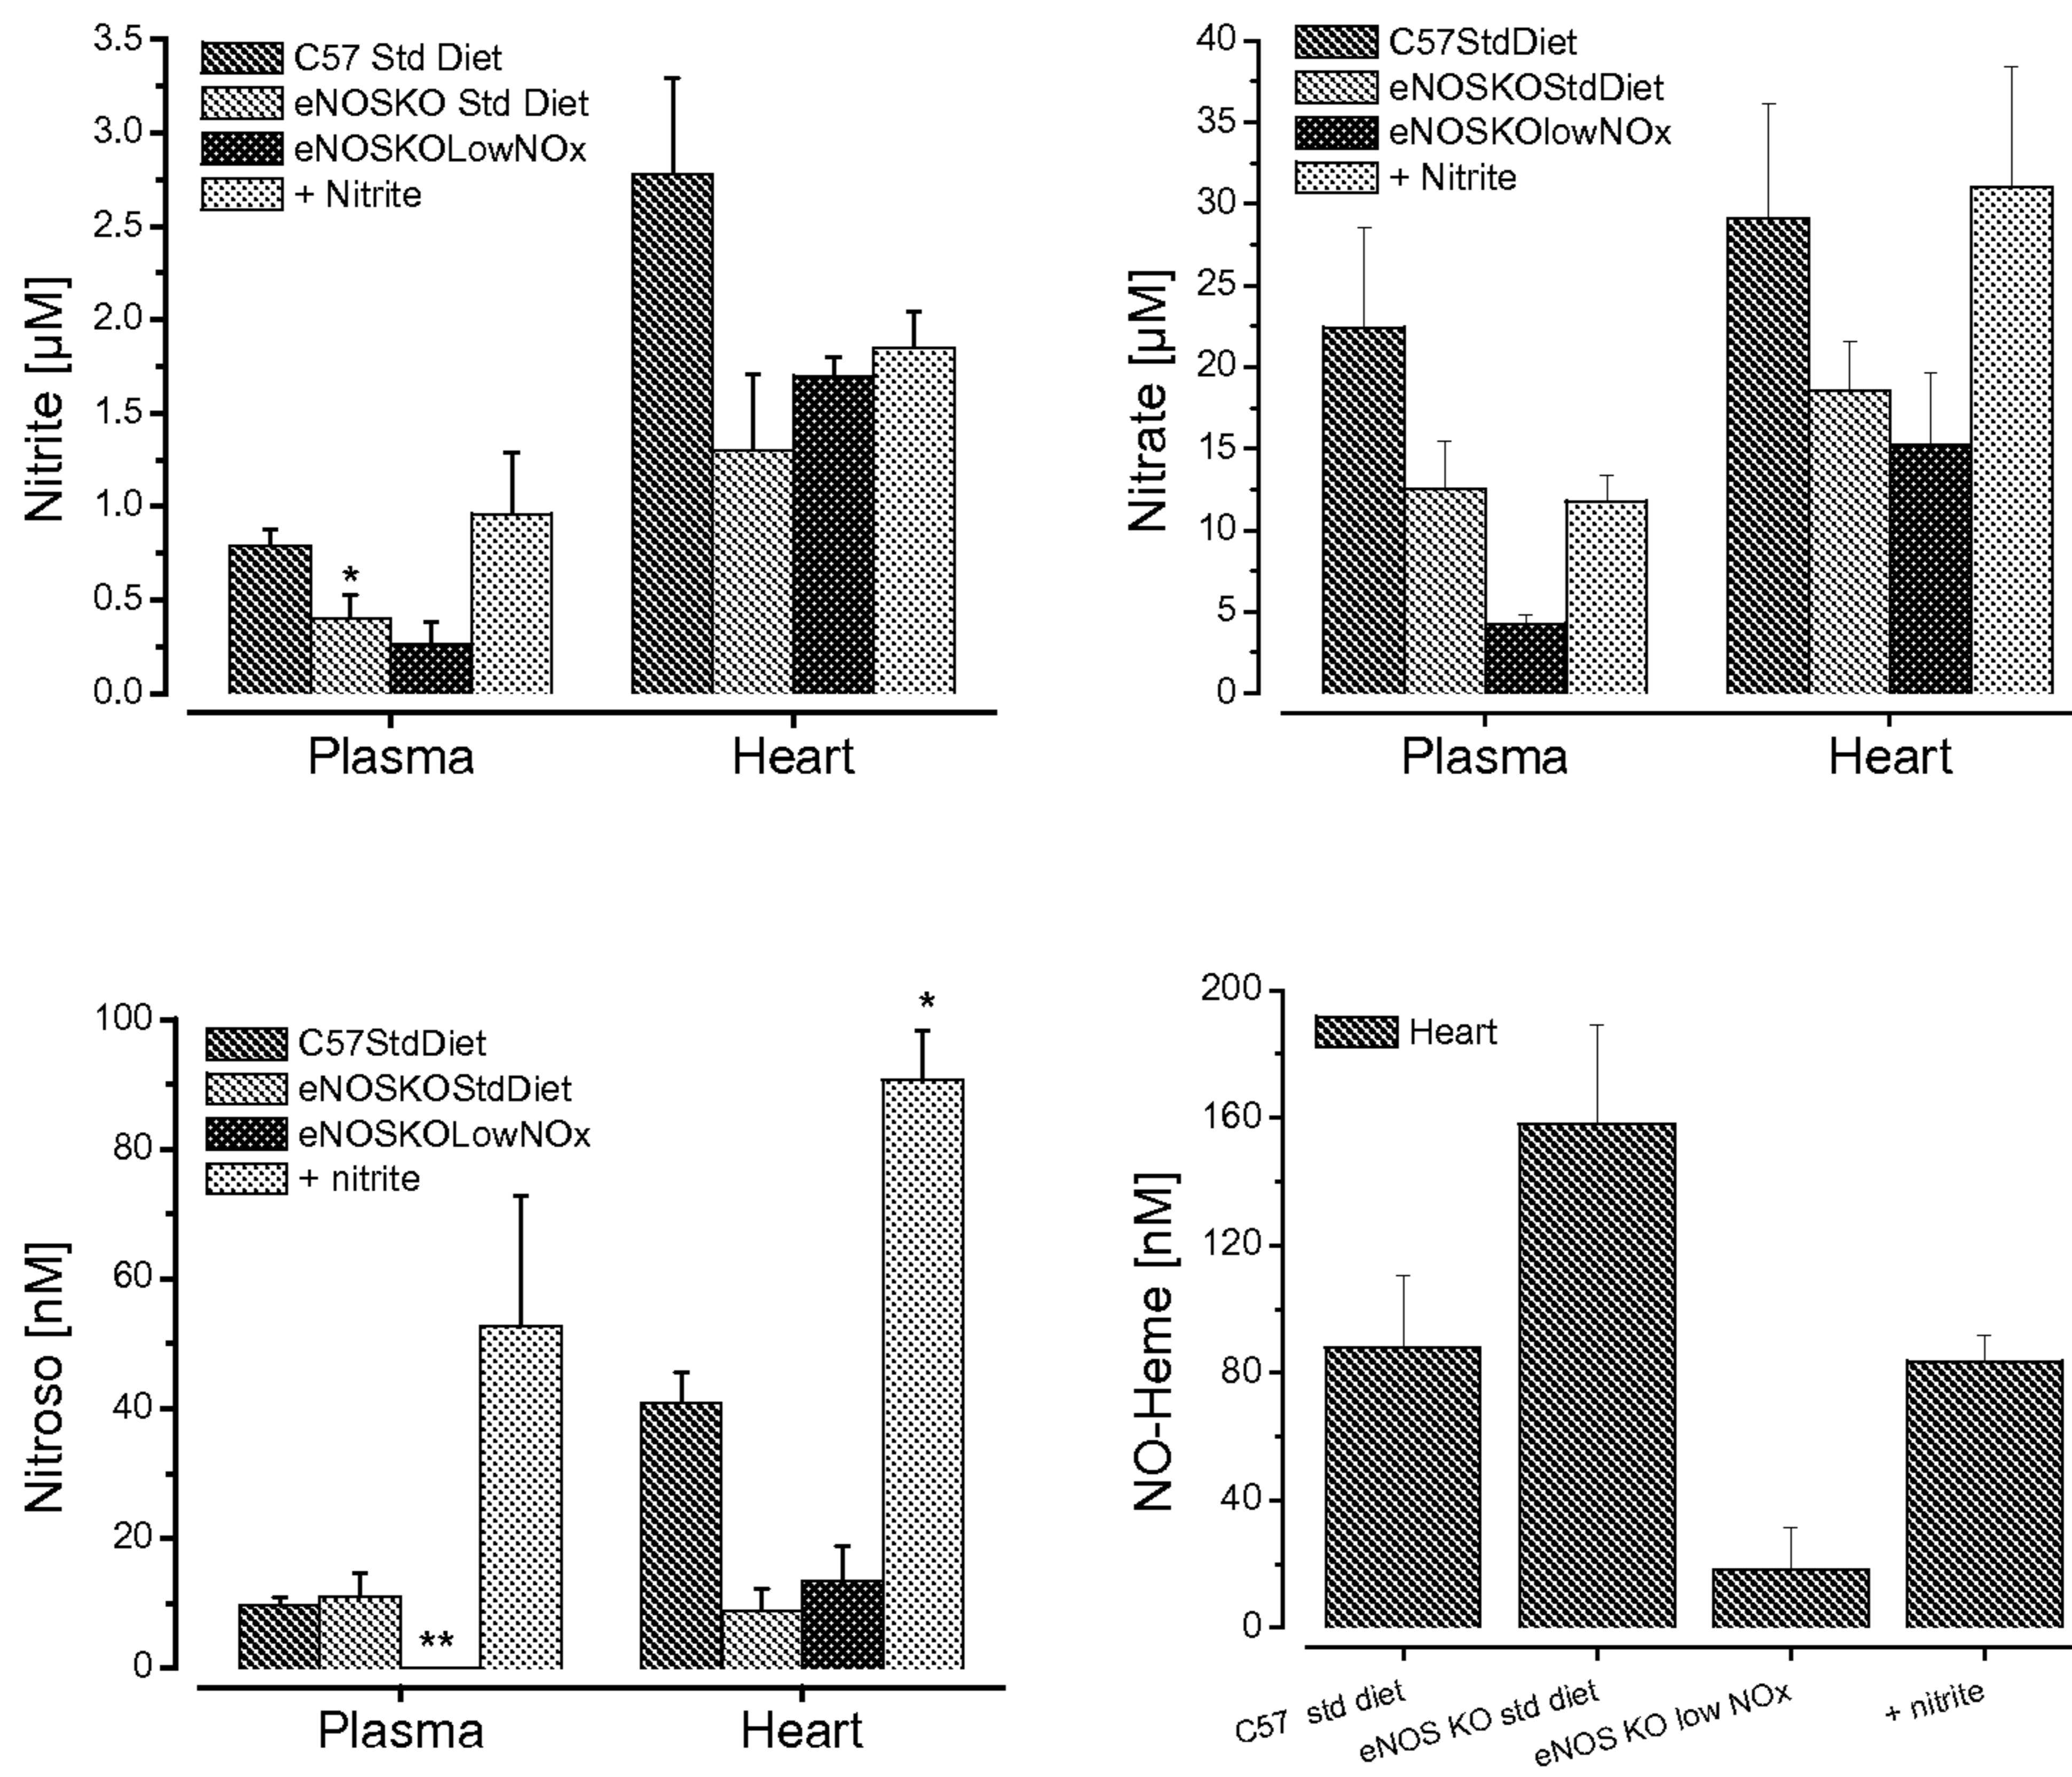 3.5
3.0
2.5
2.0
1.5
1.0
0.5
0.0
Nitrite [µM]
C57 Std Diet
eNOSKO Std Diet
eNOSKOLowNOx
+ Nitrite
*
Plasma
Heart
40
35
30
25
20
15
10
5
0
Nitrate [µM]
C57StdDiet
eNOSKOStdDiet
eNOSKOlowNOx
+ Nitrite
Plasma
Heart
100
80
60
40
20
0
Nitroso [nM]
C57StdDiet
eNOSKOStdDiet
eNOSKOLowNOx
+ nitrite
**
*
Plasma
Heart
200
160
120
80
40
0
NO-Heme [nM]
Heart
C57 std diet
eNOS KO std diet
eNOS KO low NOx
+ nitrite